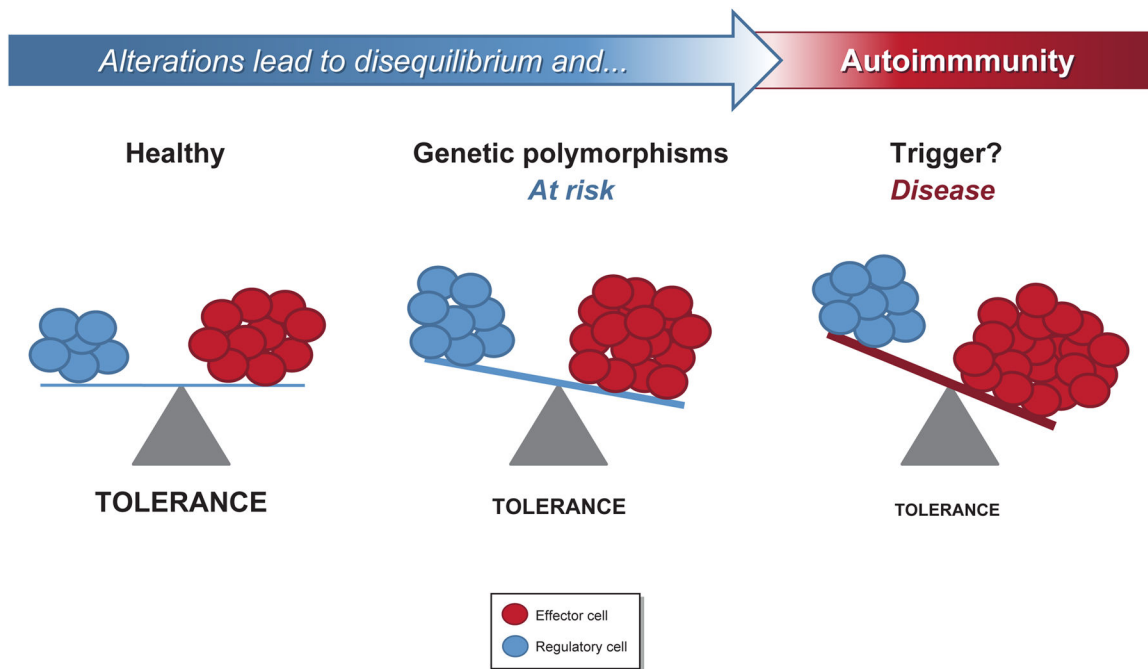 Alterations lead to disequilibrium and...
Autoimmmunity
Healthy
Genetic polymorphisms
At risk
Trigger?
Disease
TOLERANCE
TOLERANCE
TOLERANCE
Effector cell
Regulatory cell